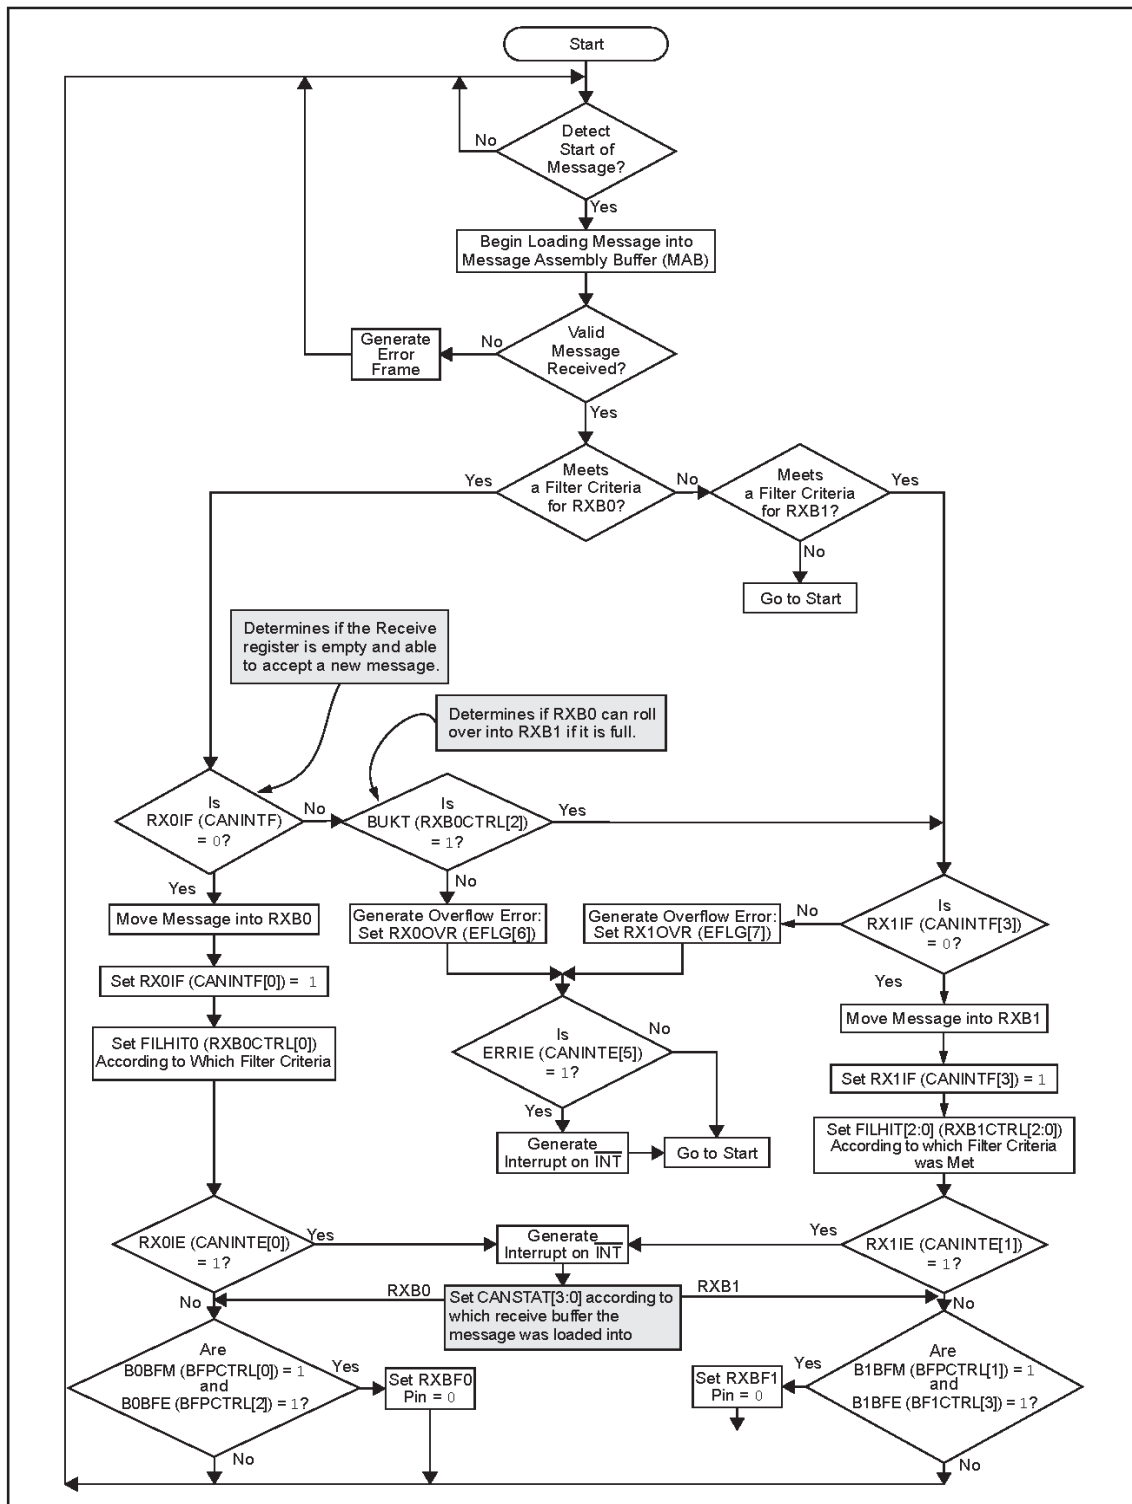 Start
No
Detect
Start of
Message?
Yes
Begin Loading Message into
Message Assembly Buffer (MAB)
Generate
Error
Frame
No
Valid
Message
Received?
Yes
Yes
Meets
a Filter Criteria
for RXB0?
No
Meets
a Filter Criteria
for RXB1?
Yes
No
Go to Start
Determines if the Receive
register is empty and able
to accept a new message.
Determines if RXB0 can roll
over into RXB1 if it is full.
Is
RX0IF (CANINTF)
= 0?
No
Is
BUKT (RXB0CTRL[2])
= 1?
Yes
Yes
No
Move Message into RXB0
Generate Overflow Error:
Set RX0OVR (EFLG[6])
Generate Overflow Error:
Set RX1OVR (EFLG[7])
No
Is
RX1IF (CANINTF[3])
= 0?
Set RX0IF (CANINTF[0]) = 1
Yes
Is
ERRIE (CANINTE[5])
= 1?
No
Move Message into RXB1
Set FILHIT0 (RXB0CTRL[0])
According to Which Filter Criteria
Set RX1IF (CANINTF[3]) = 1
Yes
Generate
Interrupt on INT
Go to Start
Set FILHIT[2:0] (RXB1CTRL[2:0])
According to which Filter Criteria
was Met
RX0IE (CANINTE[0])
= 1?
Yes
Generate
Interrupt on INT
Yes
RX1IE (CANINTE[1])
= 1?
No
RXB0
Set CANSTAT[3:0] according to
which receive buffer the
message was loaded into
RXB1
No
Are
B0BFM (BFPCTRL[0]) = 1
and
B0BFE (BFPCTRL[2]) = 1?
Yes
Set RXBF0
Pin = 0
Set RXBF1
Pin = 0
Yes
Are
B1BFM (BFPCTRL[1]) = 1
and
B1BFE (BF1CTRL[3]) = 1?
No
No